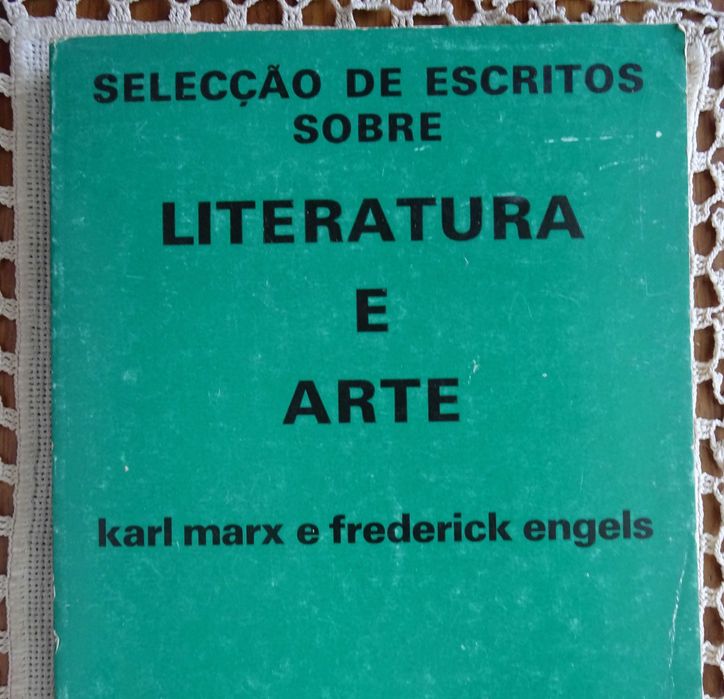 SELECÇÃO DE ESCRITOS
SOBRE
LITERATURA
E
ARTE
karl marx e frederick engels